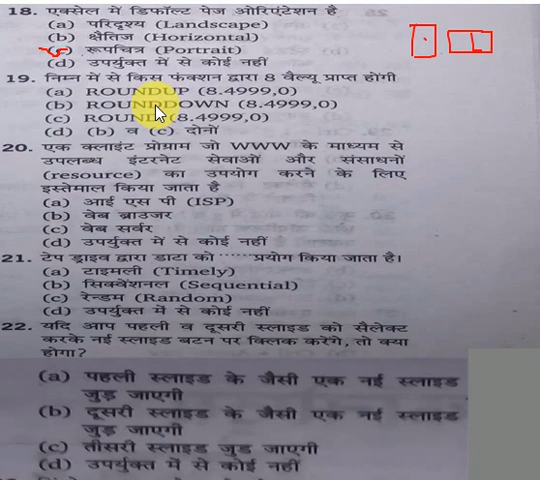 18. एक्सेल में डिफॉल्ट पेज ओरिएंटेशन है
(a) परिदृश्य (Landscape)
(b) क्षैतिज (Horizontal)
(c) रूपचित्र (Portrait)
(d) उपर्युक्त में से कोई नहीं
19. निम्न में से किस फंक्शन द्वारा 8 वैल्यू प्राप्त होगी
(a) ROUNDUP (8.4999,0)
(b) ROUNDDOWN (8.4999,0)
(c) ROUND (8.4999,0)
(d) (b) व (c) दोनों
20. एक क्लाइंट प्रोग्राम जो WWW के माध्यम से
उपलब्ध इंटरनेट सेवाओं और संसाधनों
(resource) का उपयोग करने के लिए
इस्तेमाल किया जाता है
(a) आई एस पी (ISP)
(b) वेब ब्राउजर
(c) वेब सर्वर
(d) उपर्युक्त में से कोई नहीं
21. टेप ड्राइव द्वारा डाटा को ...... प्रयोग किया जाता है।
(a) टाइमली (Timely)
(b) सिक्वेंशनल (Sequential)
(c) रेन्डम (Random)
(d) उपर्युक्त में से कोई नहीं
22. यदि आप पहली व दूसरी स्लाइड को सैलेक्ट
करके नई स्लाइड बटन पर क्लिक करेंगे, तो क्या
होगा?
(a) पहली स्लाइड के जैसी एक नई स्लाइड
जुड़ जाएगी
(b) दूसरी स्लाइड के जैसी एक नई स्लाइड
जुड़ जाएगी
(c) तीसरी स्लाइड जुड जाएगी
(d) उपर्युक्त में से कोई नहीं